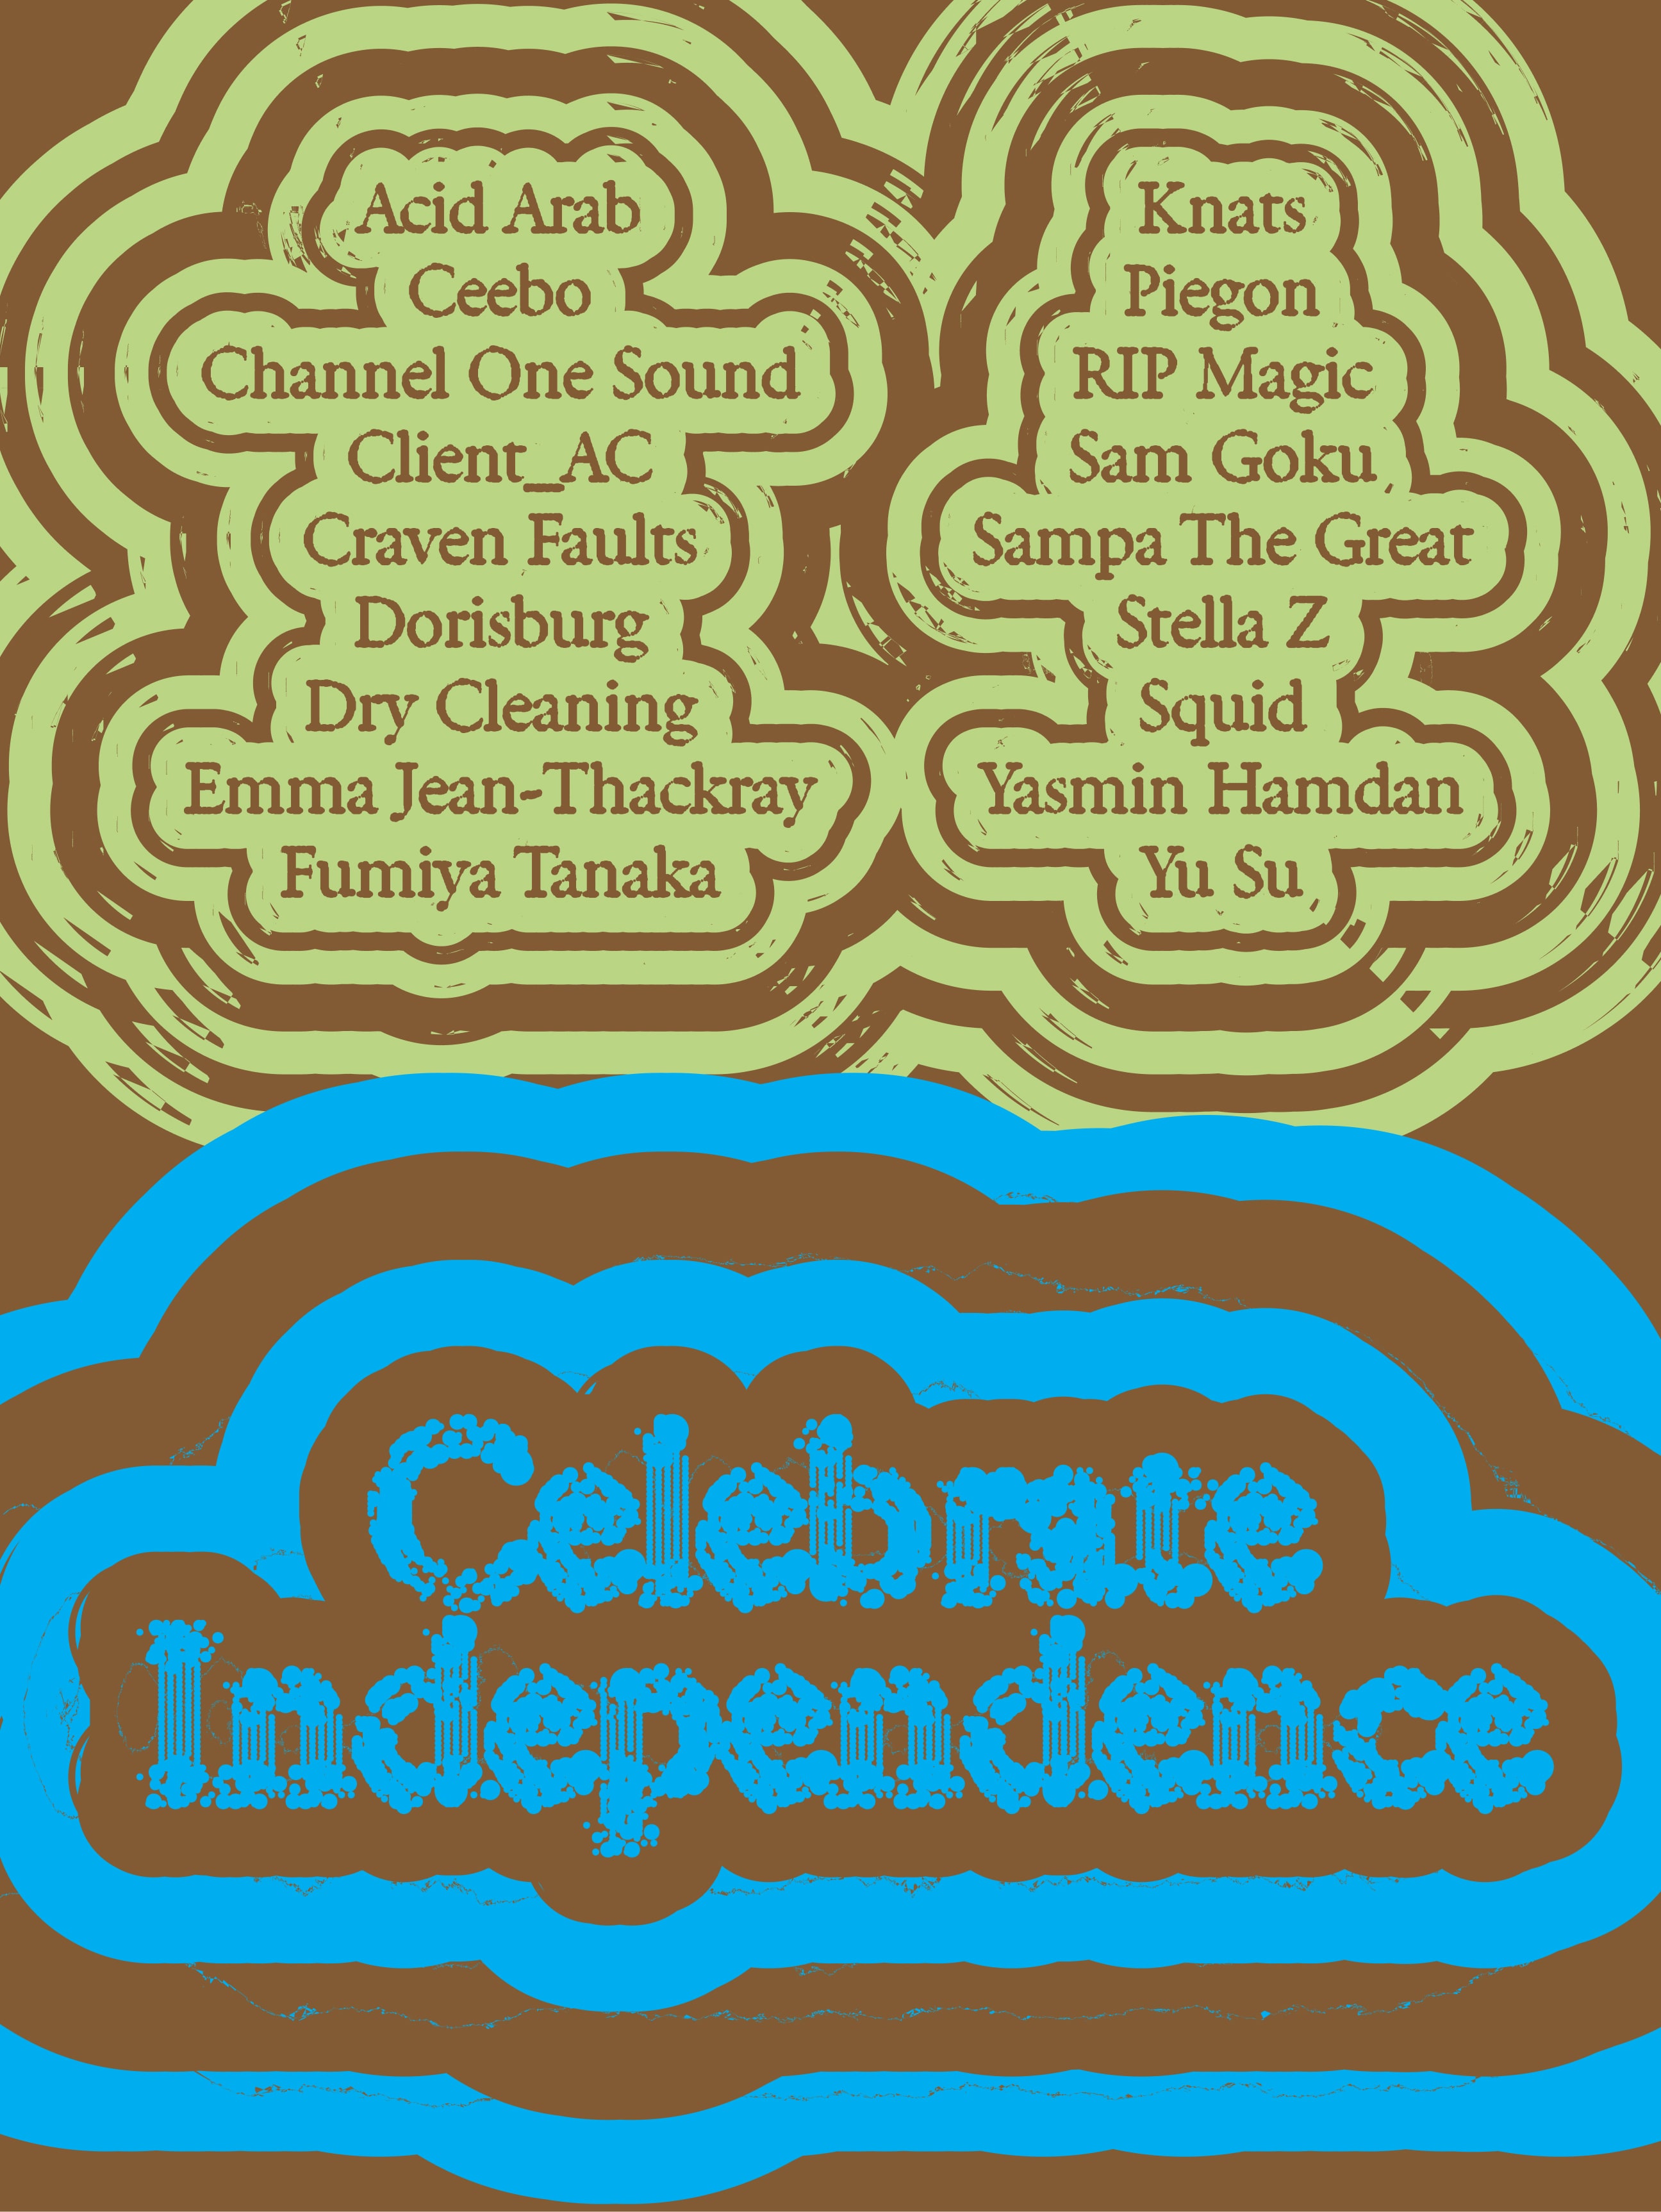 Acid Arab
Ceebo
Channel One Sound
Client_AC
Craven Faults
Dorisburg
Dry Cleaning
Emma Jean-Thackray
Fumiya Tanaka
Knats
Piegon
RIP Magic
Sam Goku
Sampa The Great
Stella Z
Squid
Yasmin Hamdan
Yu Su
Celebrate
Independence